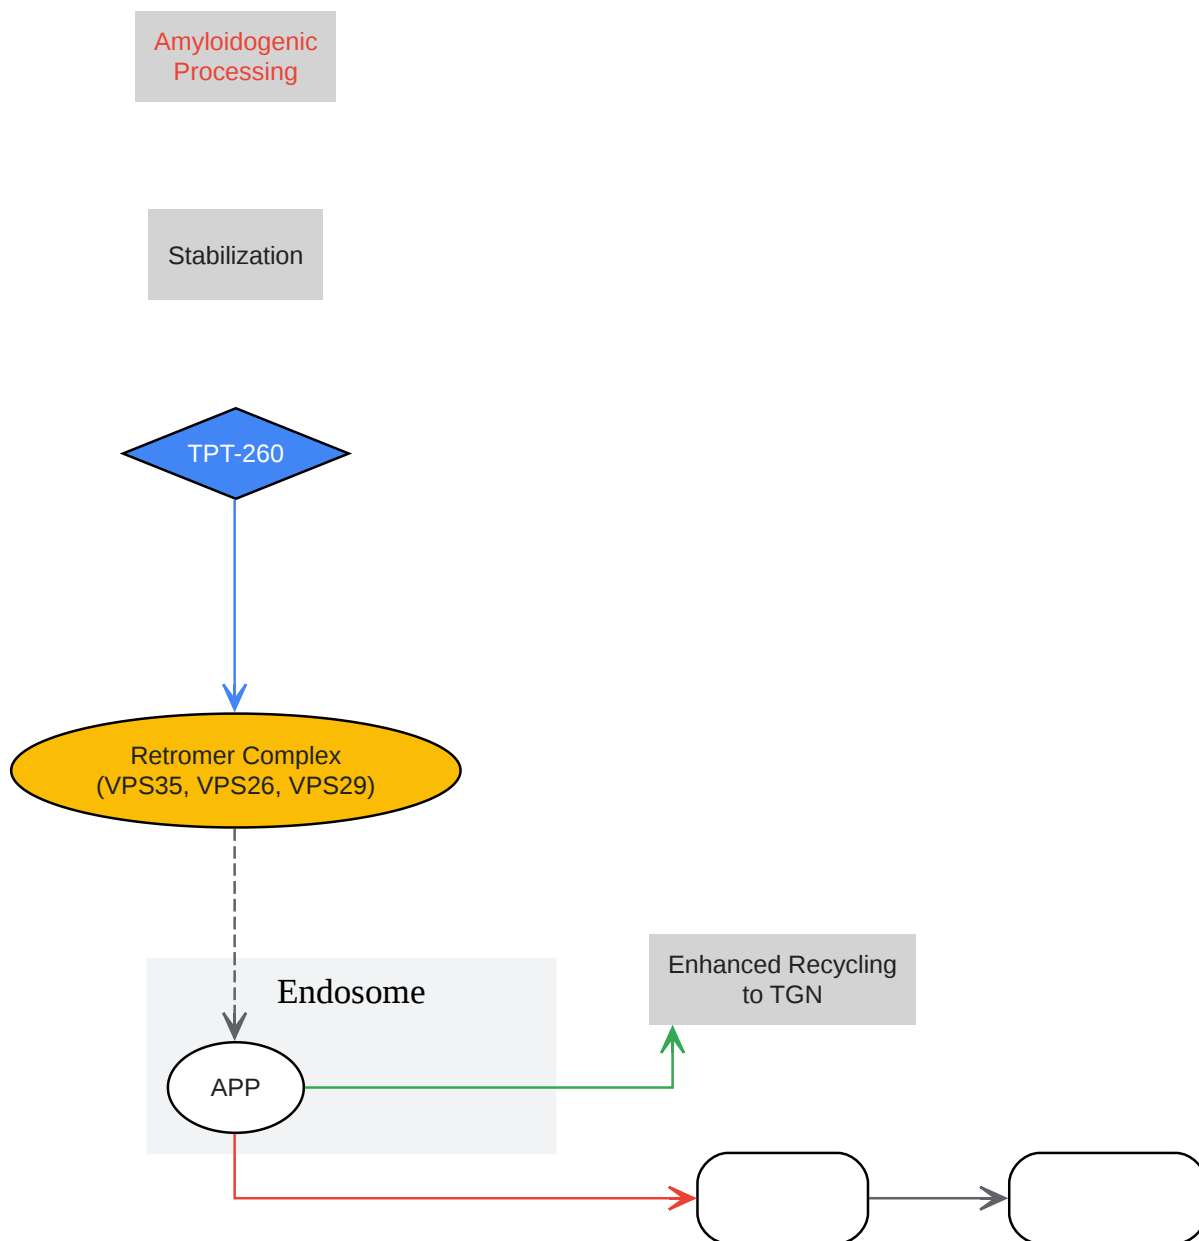 Amyloidogenic
Processing
Stabilization
TPT-260
Retromer Complex
(VPS35, VPS26, VPS29)
Enhanced Recycling
to TGN
Endosome
APP